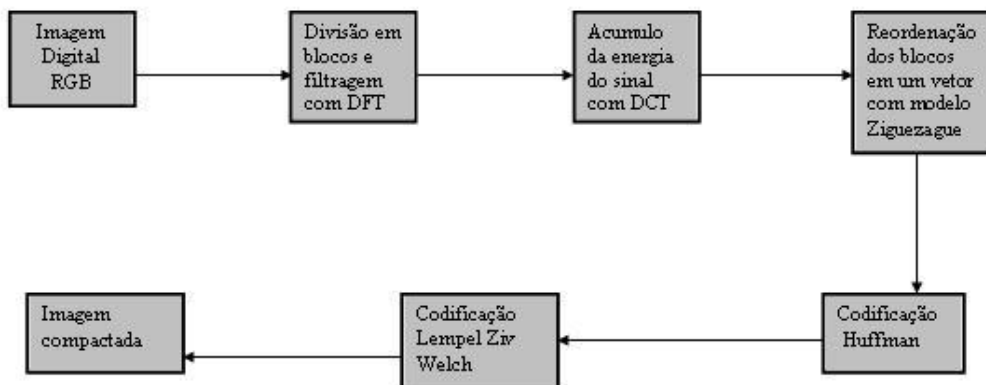 Imagem
Digital
RGB
Divisão em
blocos e
filtragem
com DFT
Acumulo
da energia
do sinal
com DCT
Reordenação
dos blocos
em um vetor
com modelo
Ziguezague
Codificação
Huffman
Codificação
Lempel Ziv
Welch
Imagem
compactada